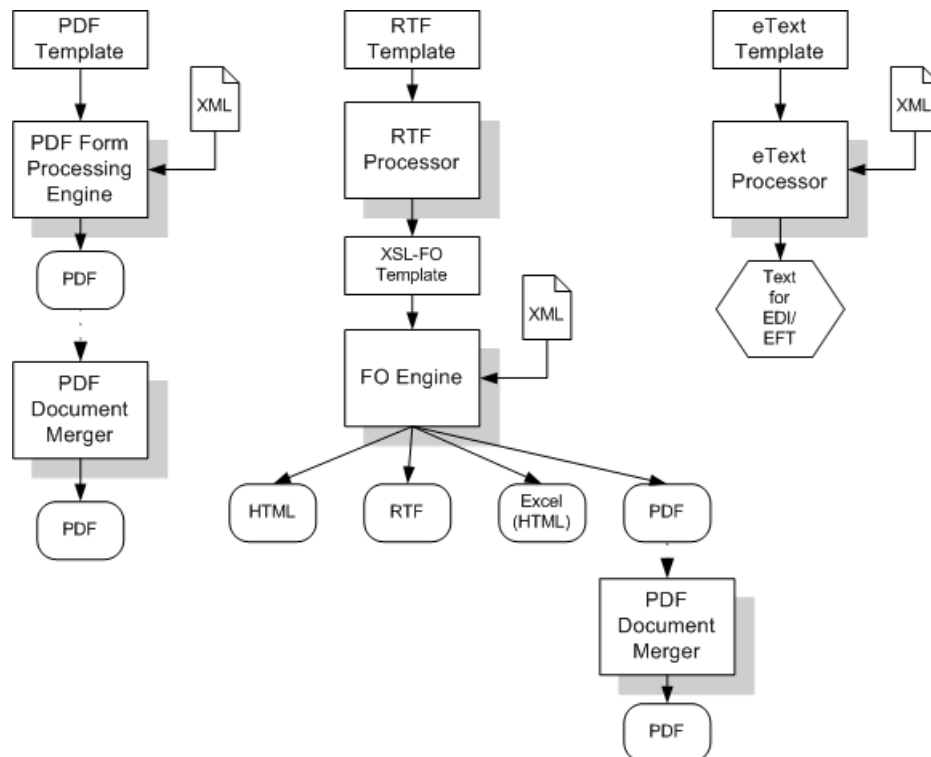 PDF
Template
XML
PDF Form
Processing
Engine
PDF
PDF
Document
Merger
PDF
RTF
Template
RTF
Processor
XSL-FO
Template
XML
FO Engine
HTML
RTF
Excel
(HTML)
PDF
PDF
Document
Merger
PDF
eText
Template
XML
eText
Processor
Text
for
EDI/
EFT